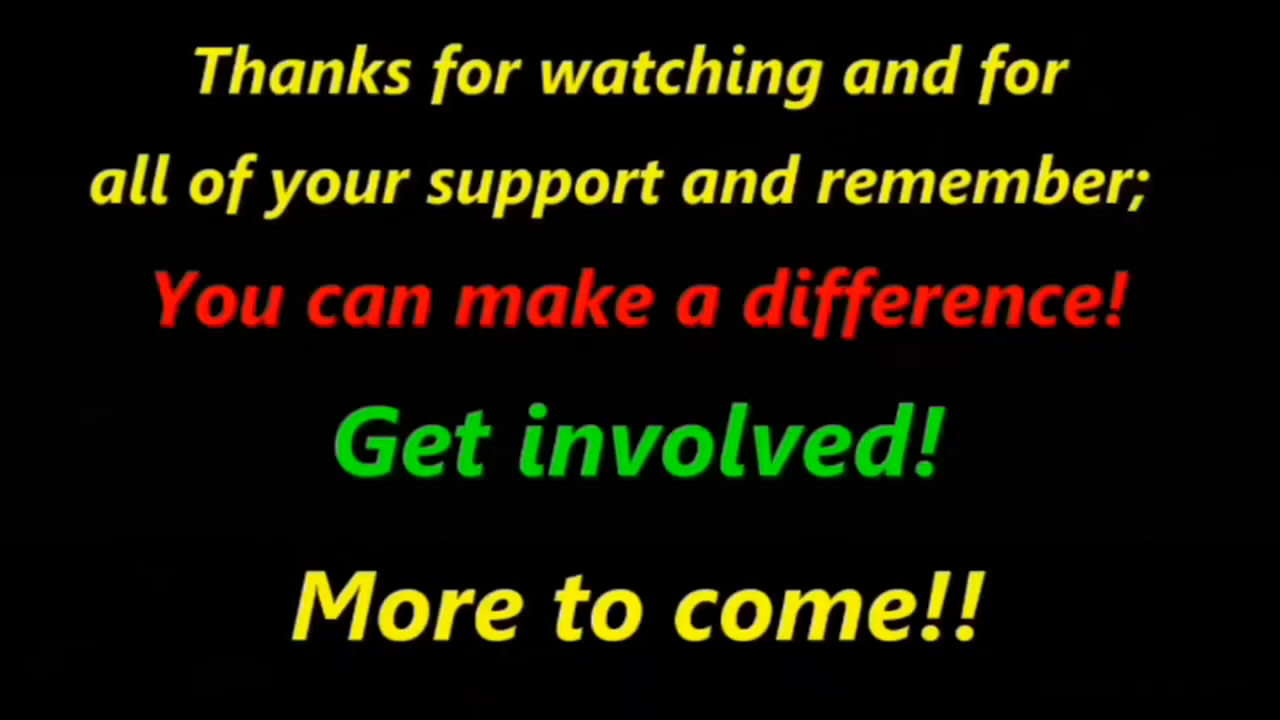 Thanks for watching and for
all of your support and remember;
You can make a difference!
Get involved!
More to come!!